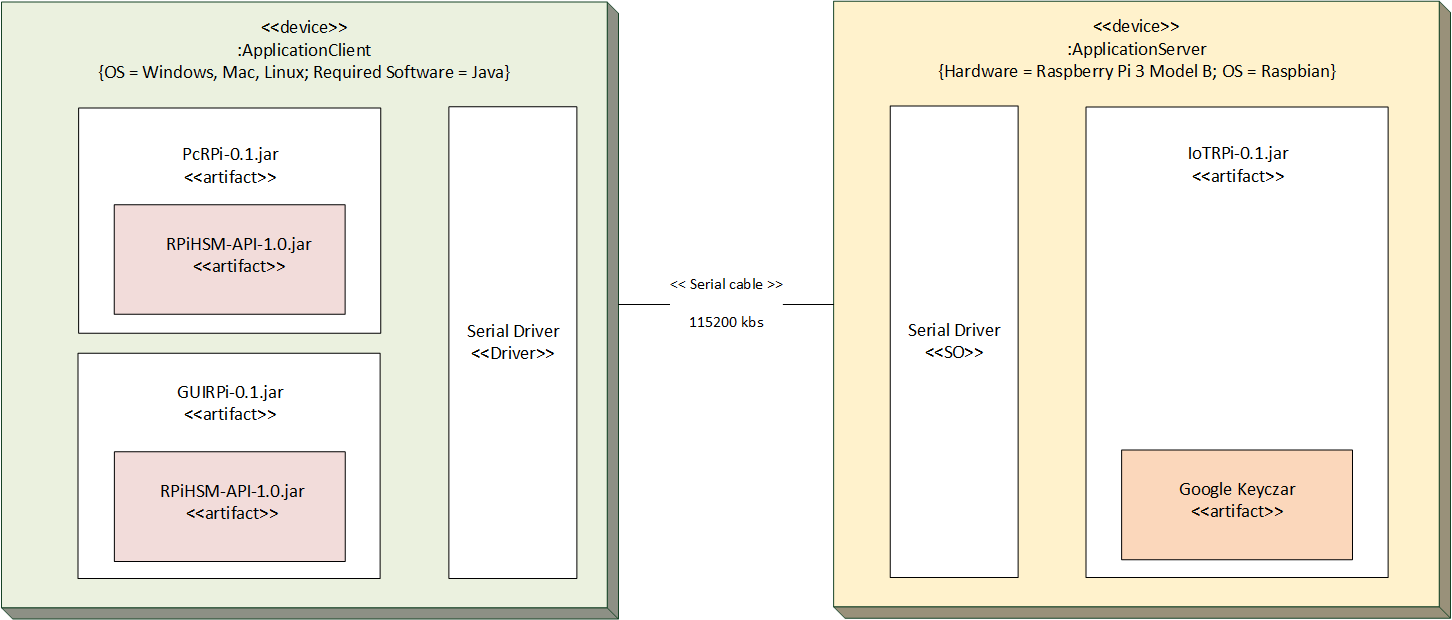 <<device>>
:ApplicationClient
{OS = Windows, Mac, Linux; Required Software = Java}
PcRPi-0.1.jar
<<artifact>>
RPiHSM-API-1.0.jar
<<artifact>>
GUIRPi-0.1.jar
<<artifact>>
RPiHSM-API-1.0.jar
<<artifact>>
Serial Driver
<<Driver>>
<< Serial cable >>
115200 kbs
<<device>>
:ApplicationServer
{Hardware = Raspberry Pi 3 Model B; OS = Raspbian}
Serial Driver
<<SO>>
IoTRPi-0.1.jar
<<artifact>>
Google Keyczar
<<artifact>>